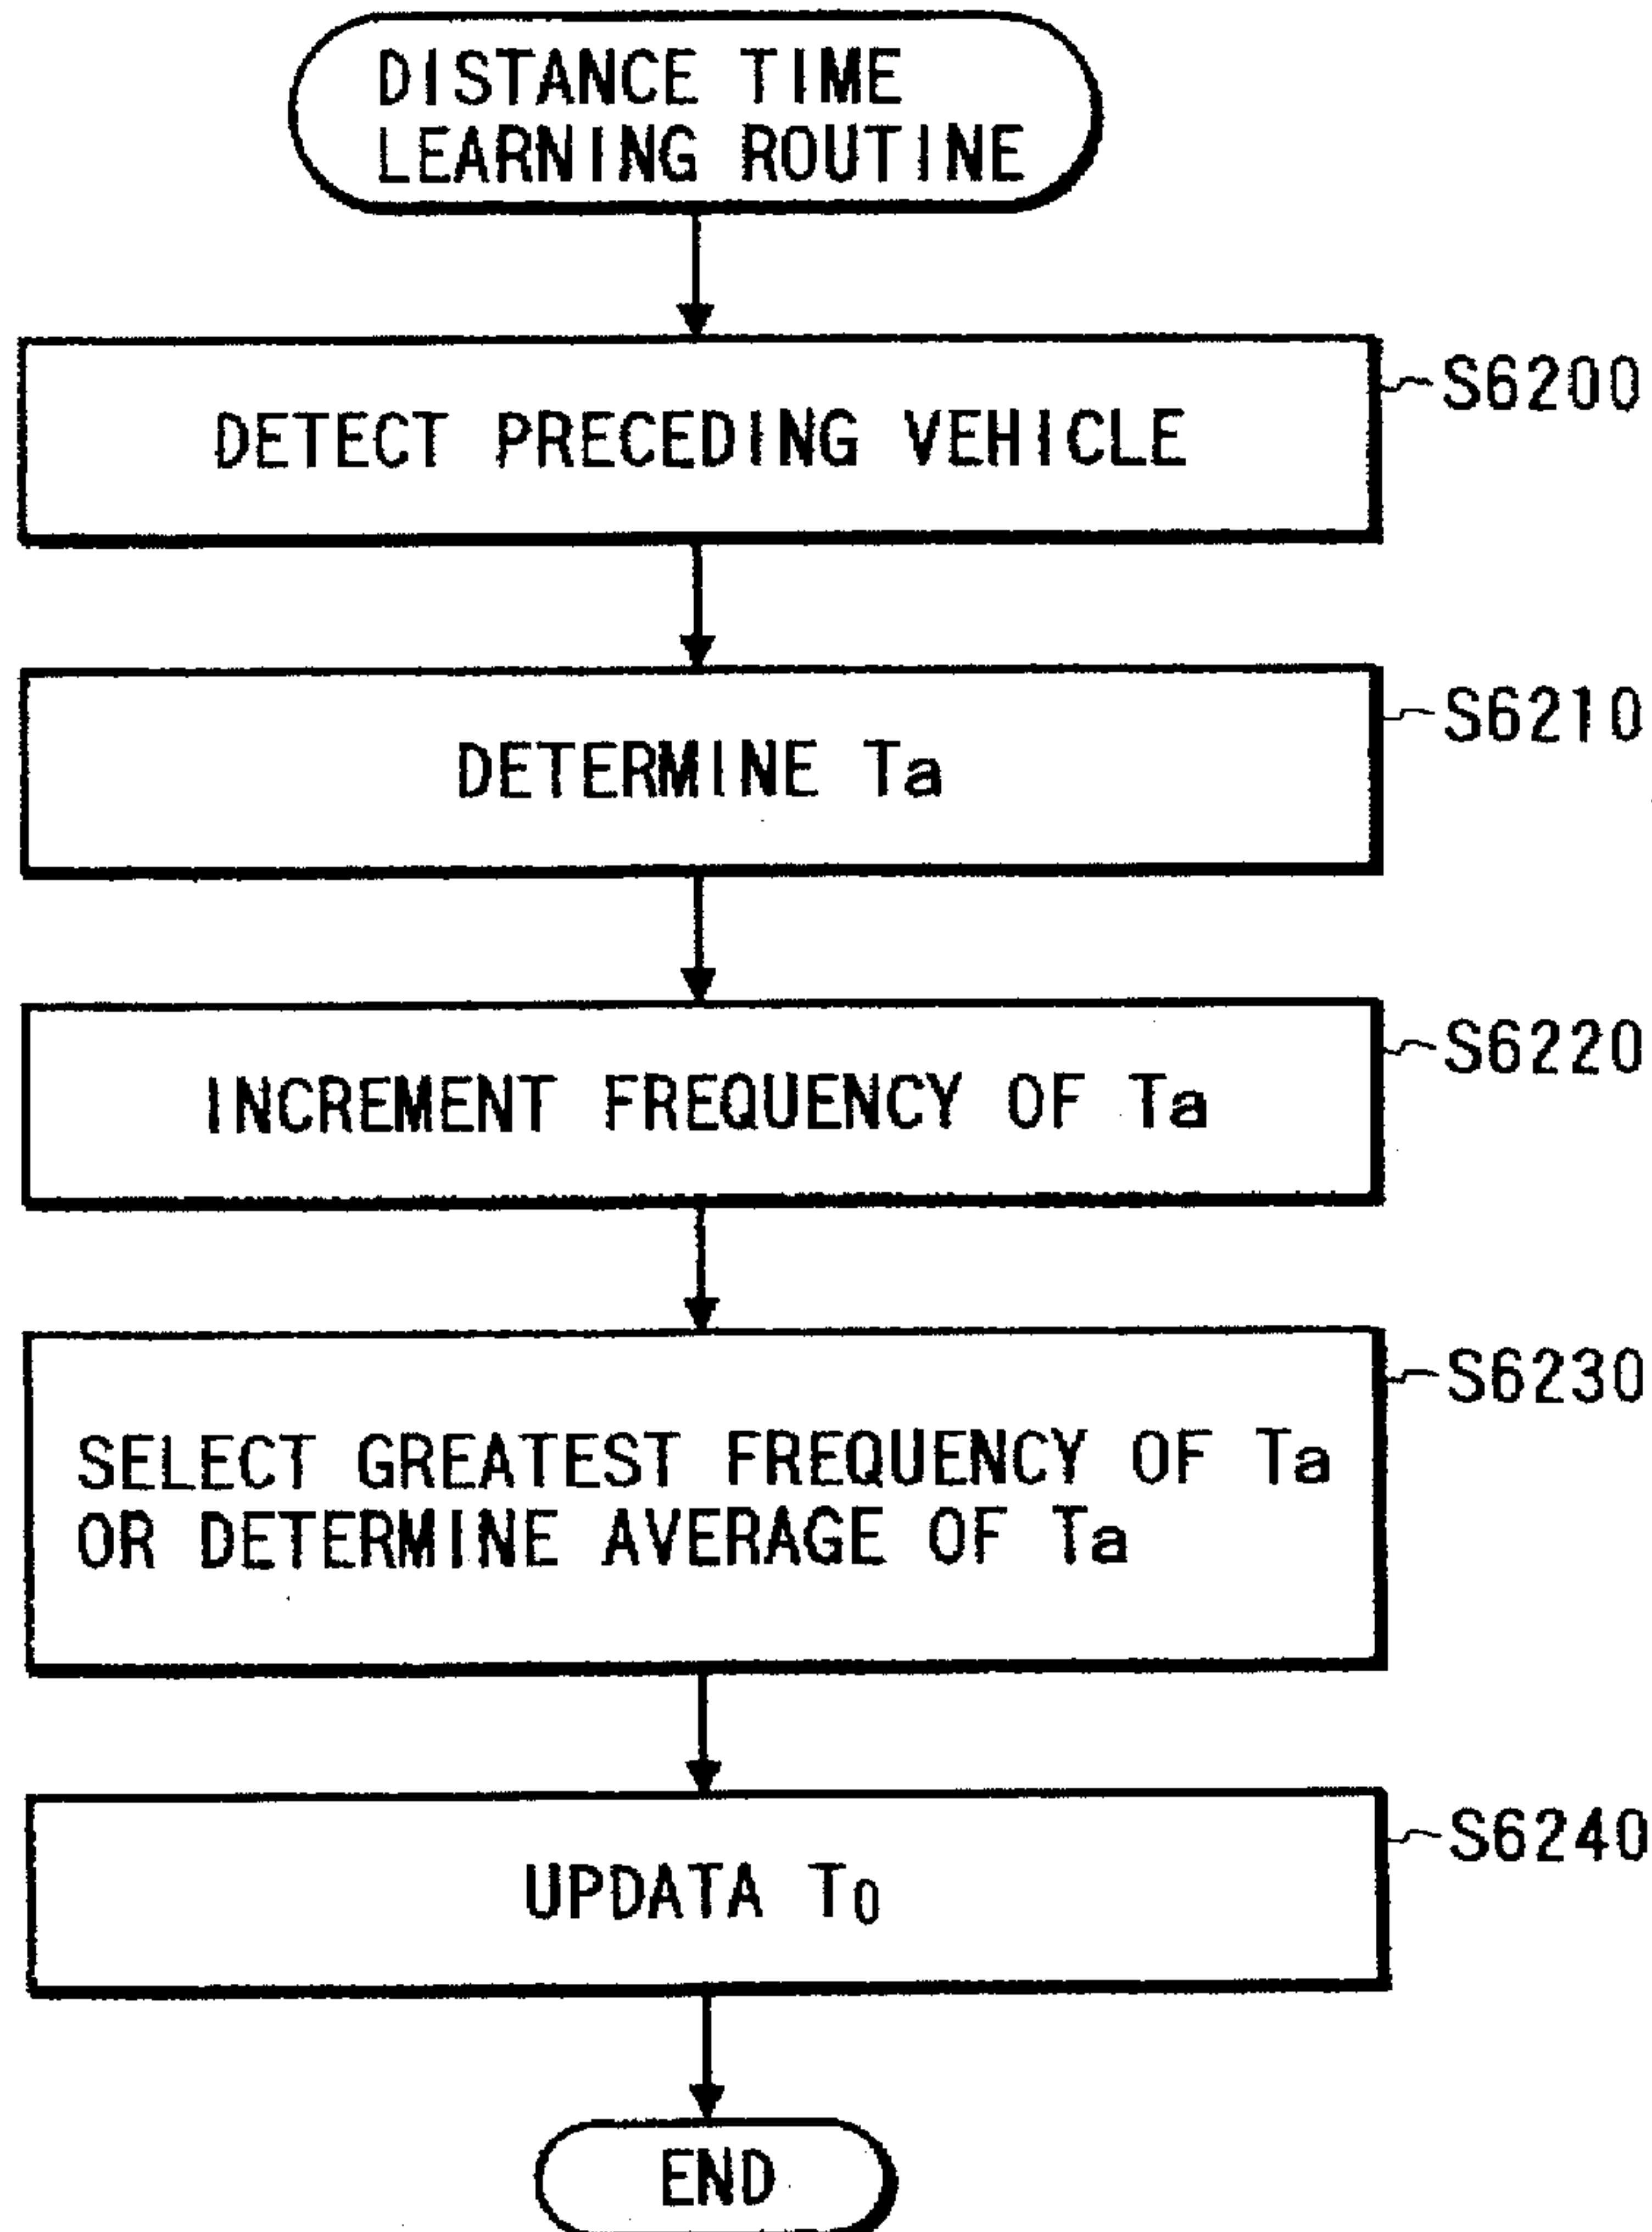 DISTANCE TIME
LEARNING ROUTINE
DETECT PRECEDING VEHICLE
S6200
DETERMINE Ta
S6210
INCREMENT FREQUENCY OF Ta
S6220
SELECT GREATEST FREQUENCY OF Ta
OR DETERMINE AVERAGE OF Ta
S6230
UPDATA T0
S6240
END